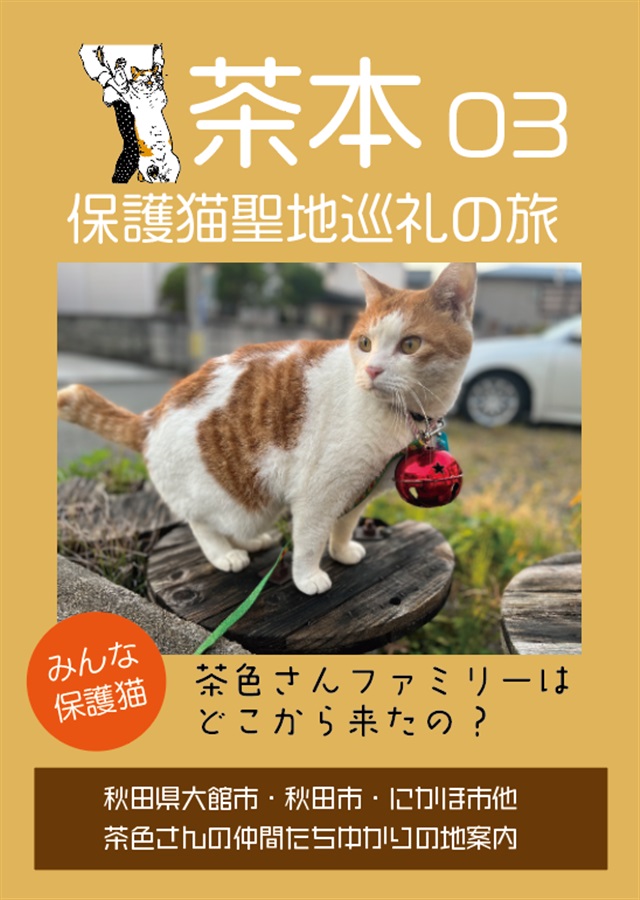 茶本 03
保護猫聖地巡礼の旅
みんな
保護猫
茶色さんファミリーは
どこから来たの？
秋田県大館市・秋田市・にかほ市他
茶色さんの仲間たちゆかりの地案内